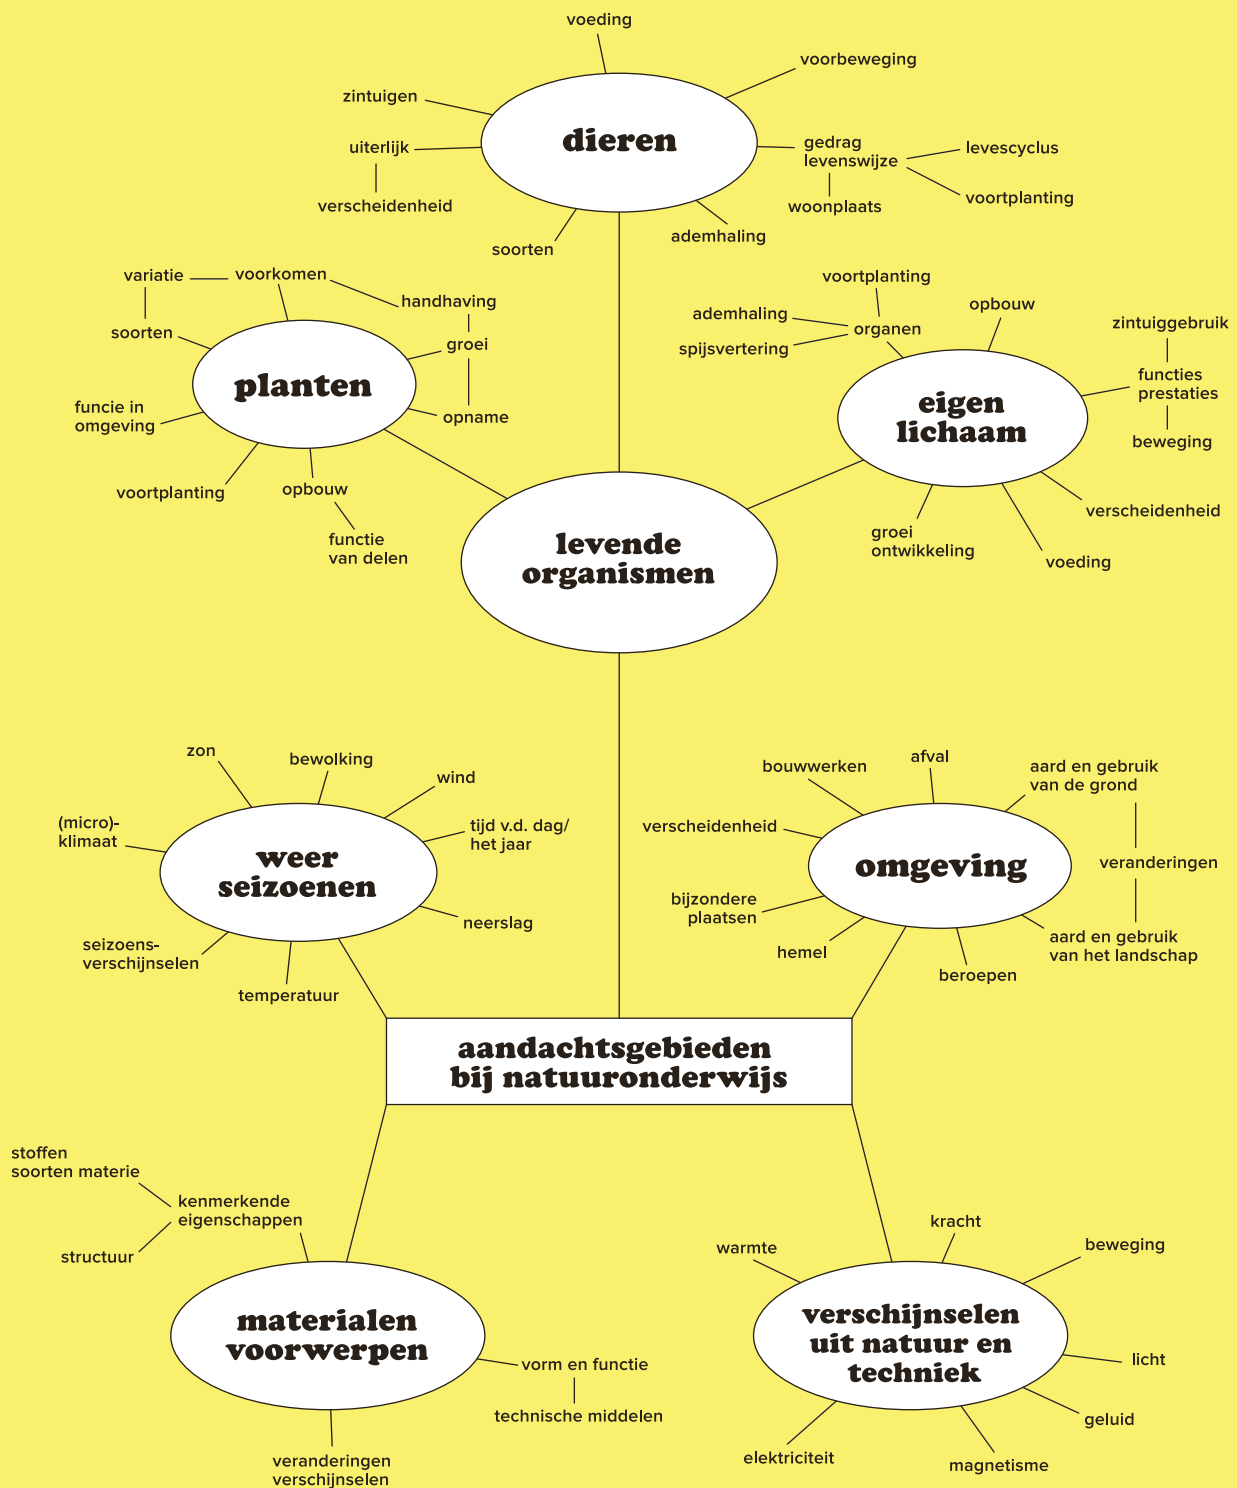 voeding
voorbeweging
zintuigen
dieren
uiterlijk
gedrag
levenswijze
levescyclus
verscheidenheid
woonplaats
voortplanting
soorten
ademhaling
variatie
voorkomen
handhaving
soorten
groei
planten
funcie in
omgeving
opname
voortplanting
opbouw
functie
van delen
voortplanting
opbouw
ademhaling
organen
spijsvertering
zintuiggebruik
functies
prestaties
eigen
lichaam
beweging
verscheidenheid
groei
ontwikkeling
voeding
levende
organismen
zon
bewolking
wind
(micro)-
klimaat
tijd v.d. dag/
het jaar
weer
seizoenen
neerslag
seizoens-
verschijnselen
temperatuur
bouwwerken
afval
aard en gebruik
van de grond
verscheidenheid
omgeving
veranderingen
bijzondere
plaatsen
hemel
beroepen
aard en gebruik
van het landschap
aandachtsgebieden
bij natuuronderwijs
stoffen
soorten materie
kenmerkende
eigenschappen
structuur
materialen
voorwerpen
vorm en functie
technische middelen
veranderingen
verschijnselen
kracht
warmte
beweging
verschijnselen
uit natuur en
techniek
licht
geluid
elektriciteit
magnetisme